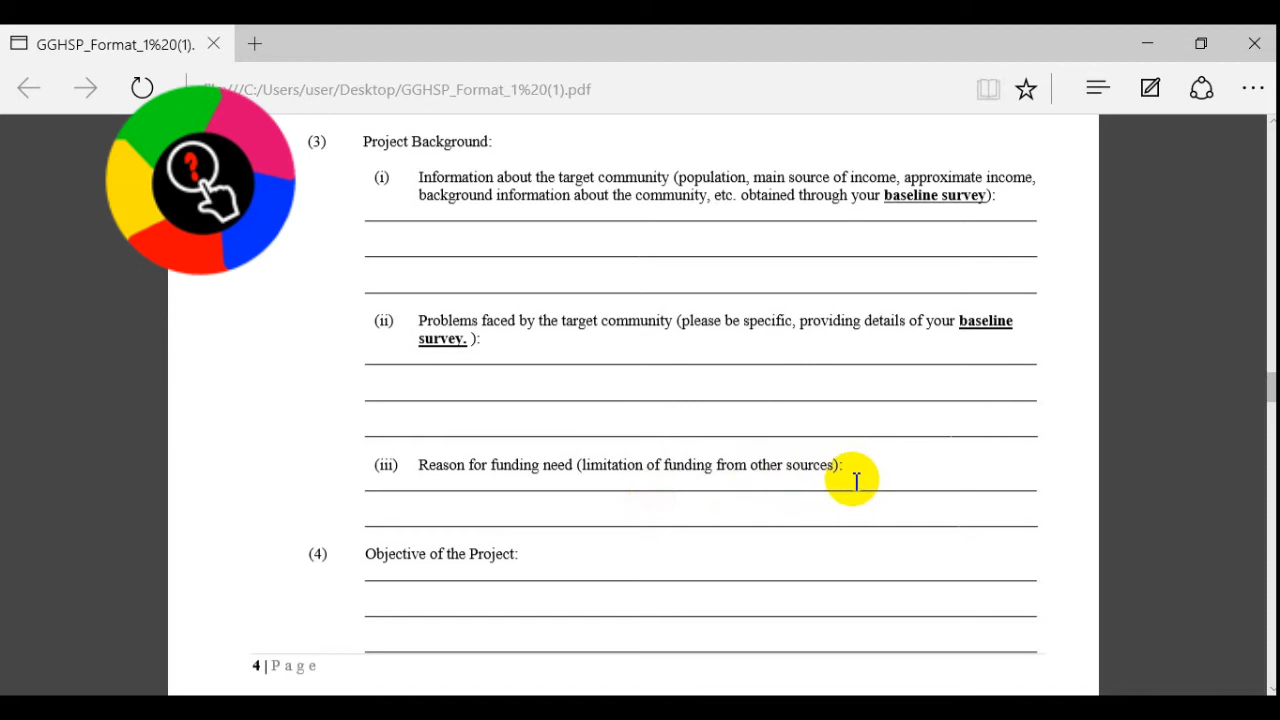 GGHSP_Format_1%20(1).
/C:/Users/user/Desktop/GGHSP_Format_1%20(1).pdf
?
(3) Project Background:
(i) Information about the target community (population, main source of income, approximate income,
background information about the community, etc. obtained through your baseline survey):
(ii) Problems faced by the target community (please be specific, providing details of your baseline
survey. ):
(iii) Reason for funding need (limitation of funding from other sources):
(4) Objective of the Project:
4 | P a g e